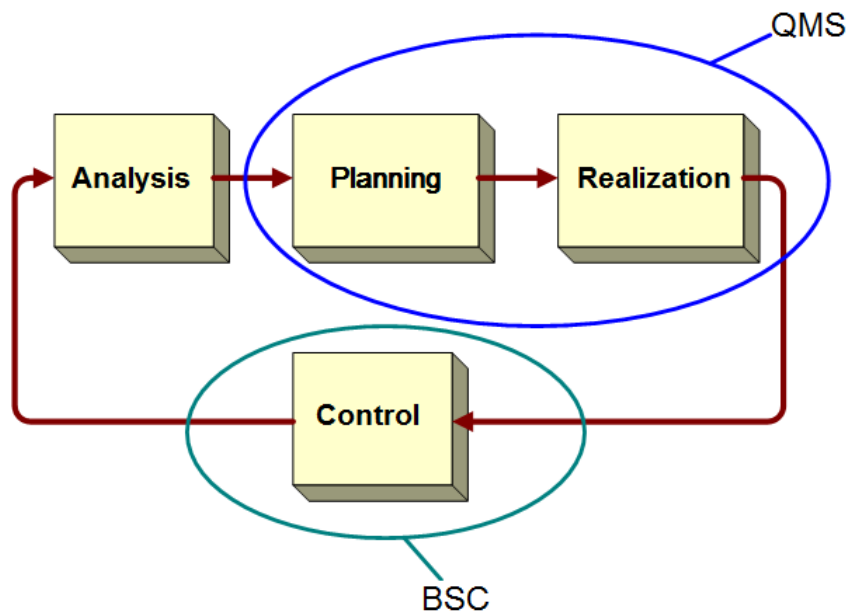 QMS
Analysis
Planning
Realization
Control
BSC